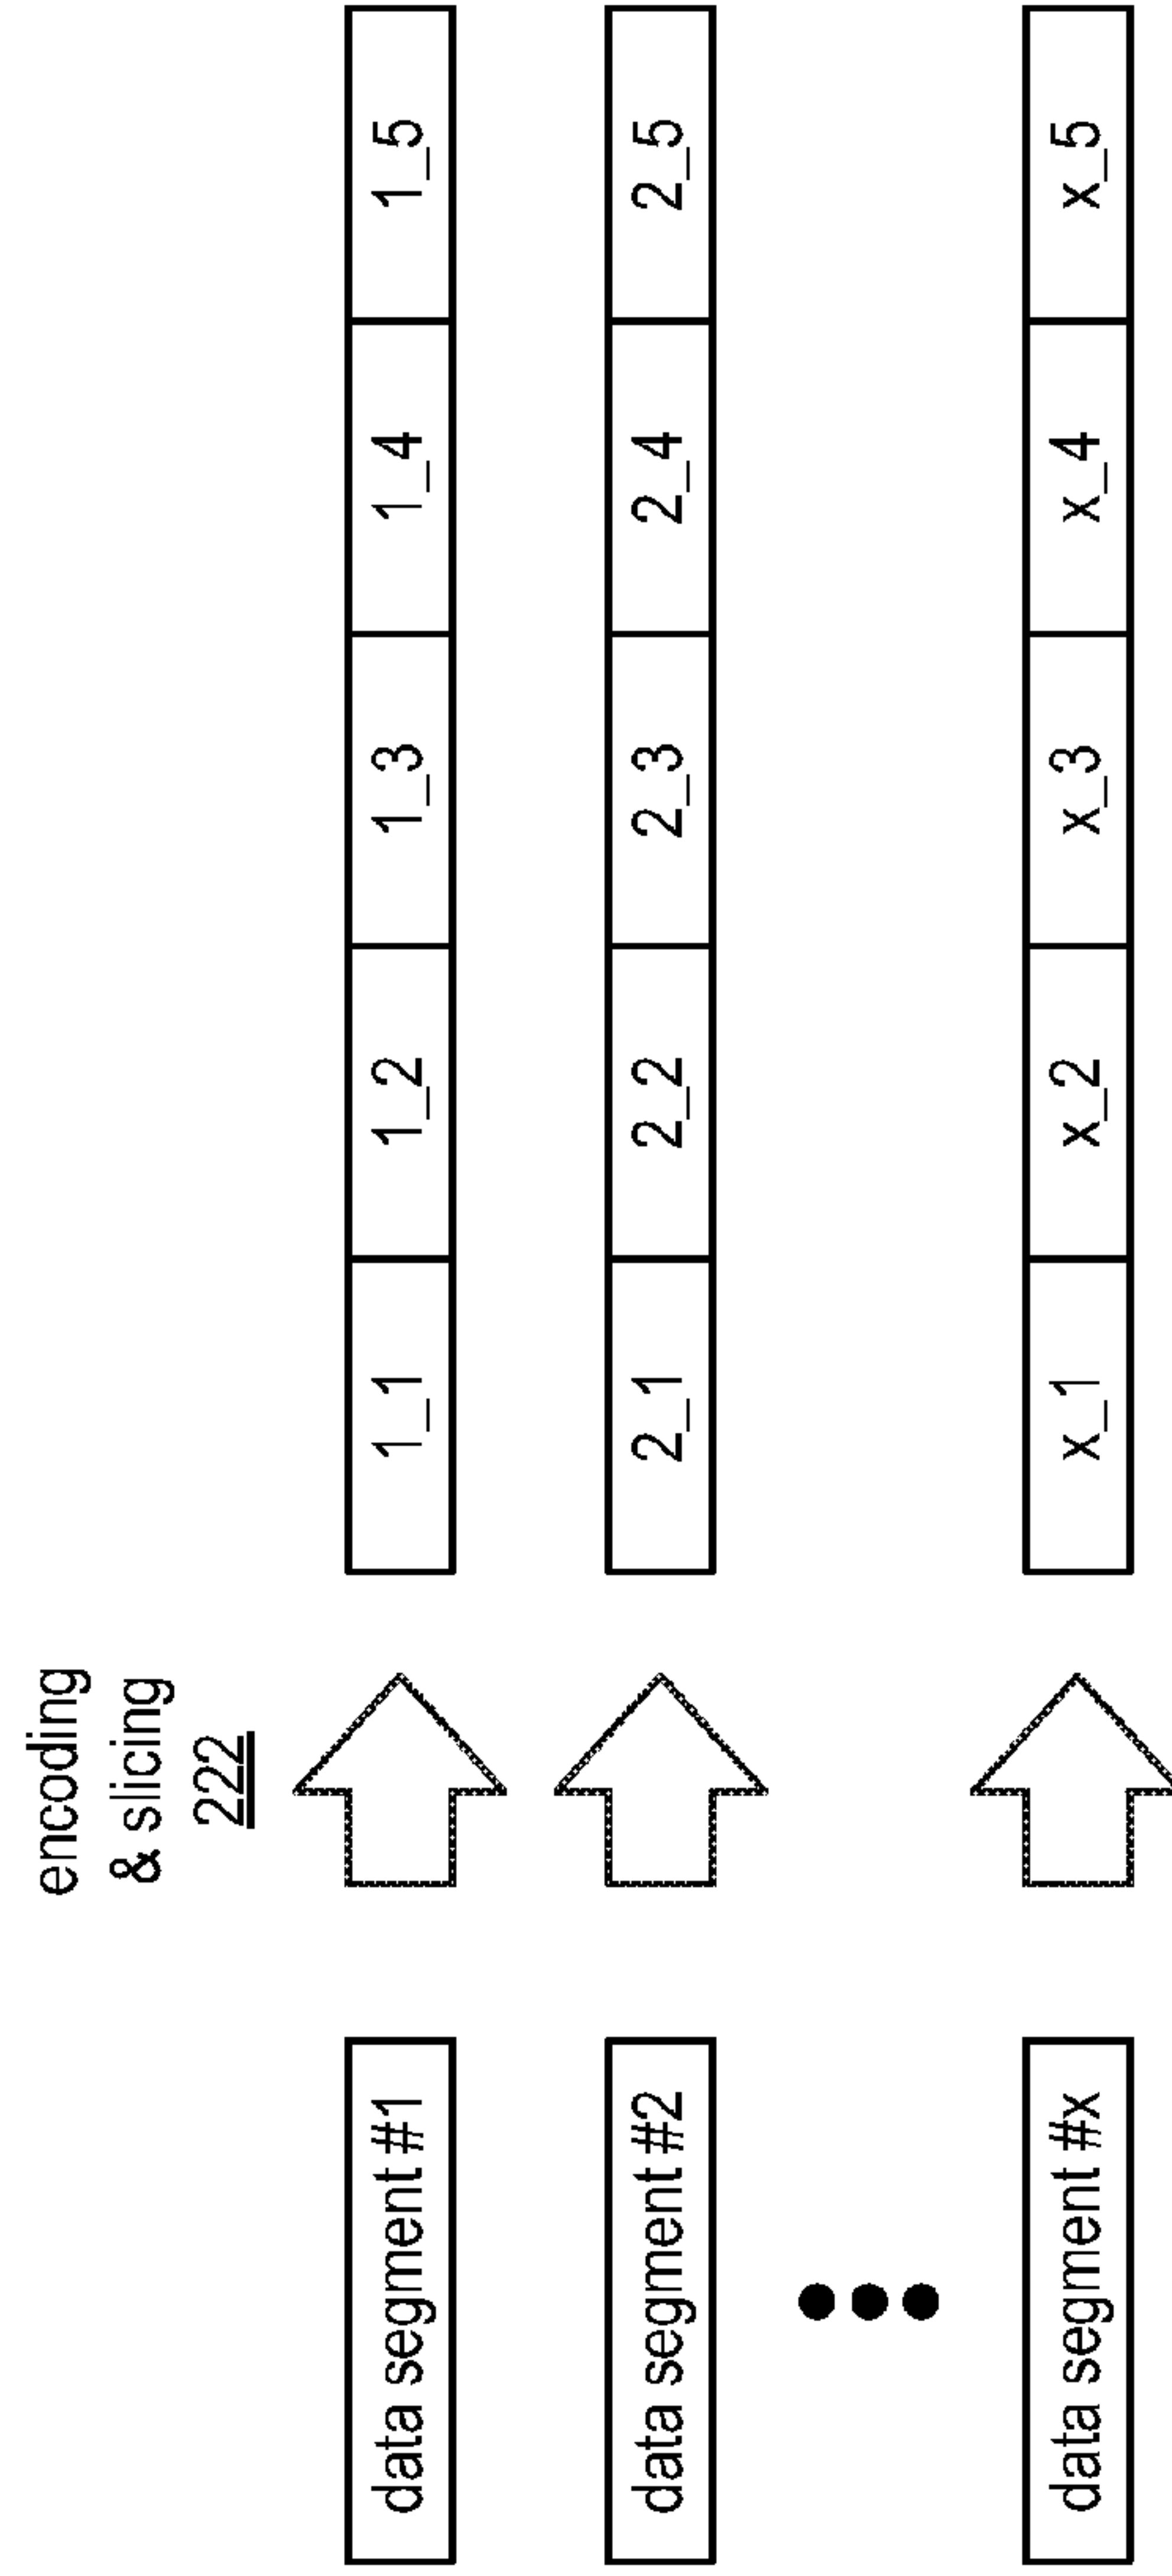 encoding
& slicing
222
data segment #1 1_1 1_2 1_3 1_4 1_5
data segment #2 2_1 2_2 2_3 2_4 2_5
data segment #x x_1 x_2 x_3 x_4 x_5